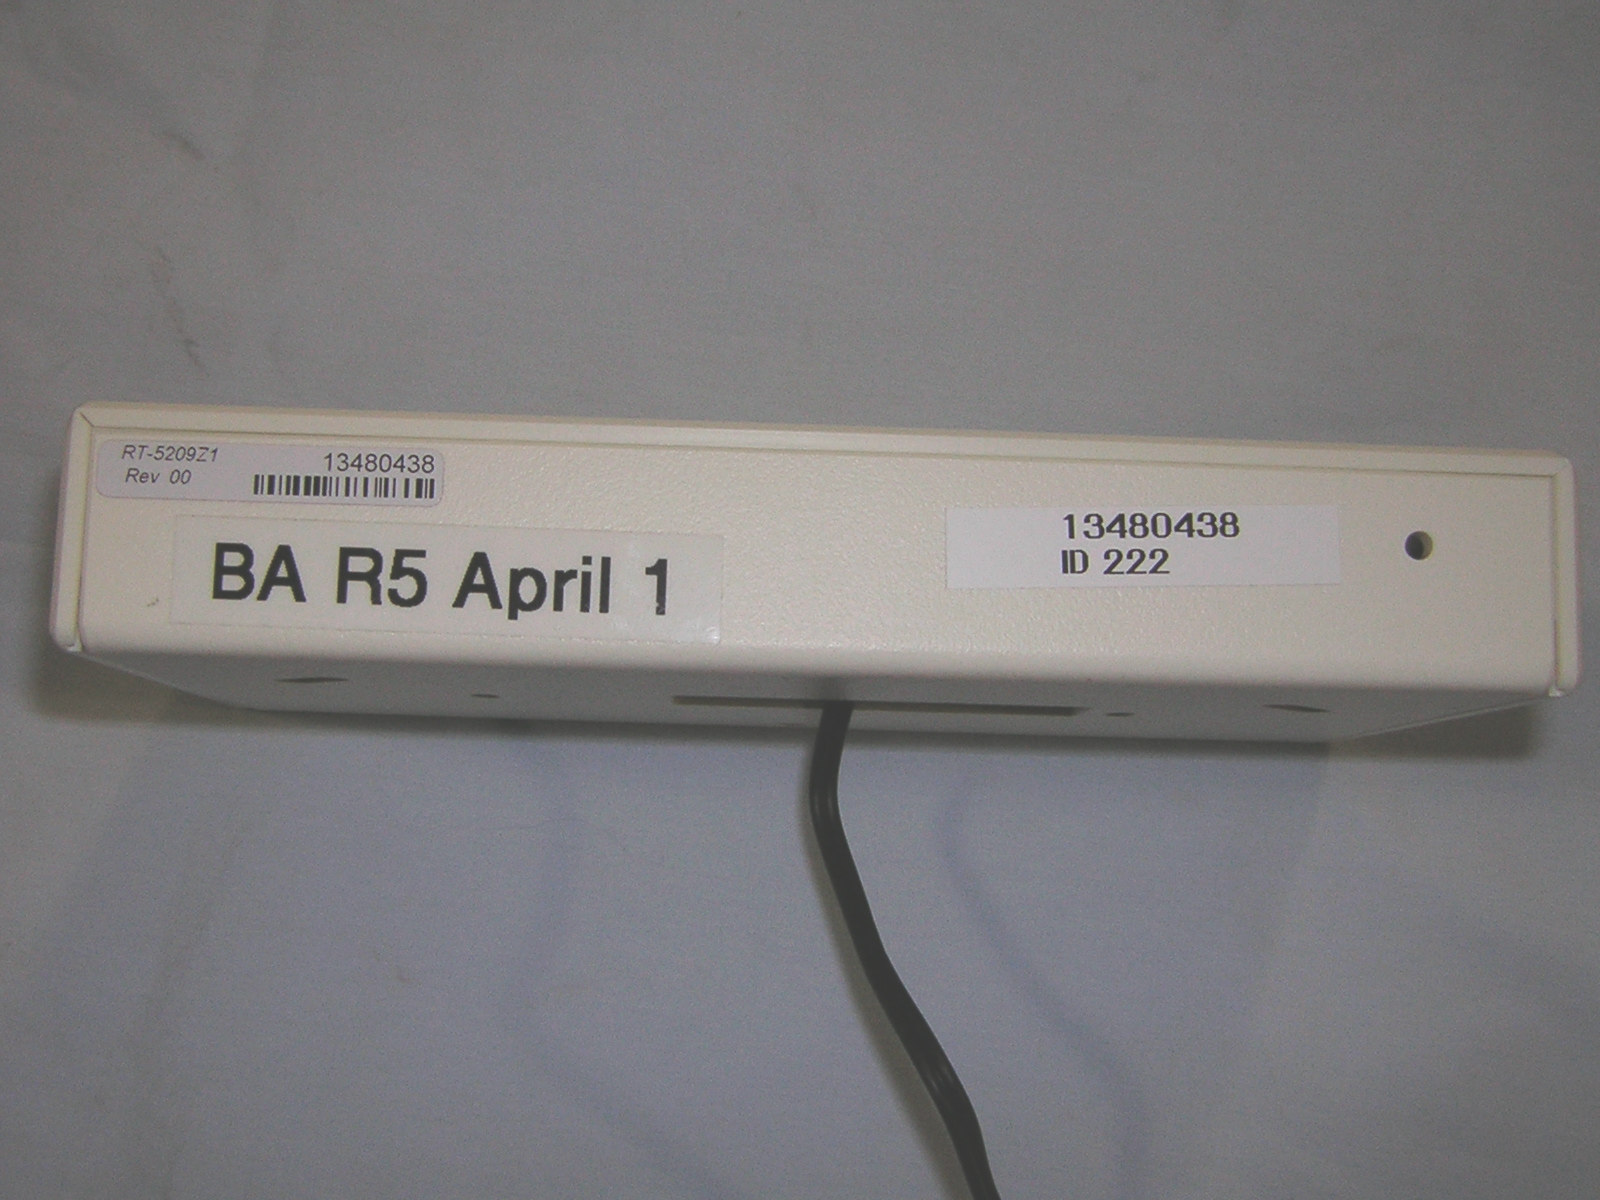 RT-5209Z1
Rev 00
13480438
BA R5 April 1
13480438
ID 222